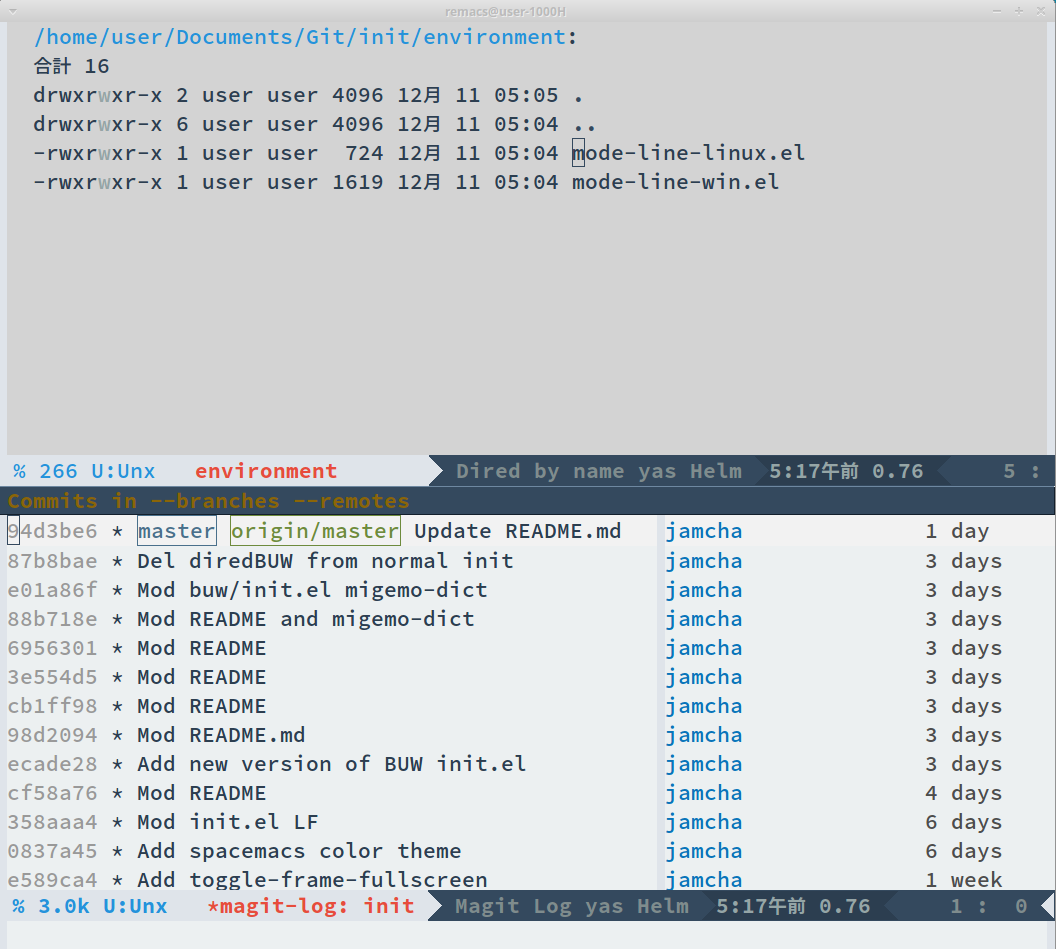 remacs@user-1000H
/home/user/Documents/Git/init/environment:
合計 16
drwxrwxr-x 2 user user 4096 12月 11 05:05 .
drwxrwxr-x 6 user user 4096 12月 11 05:04 ..
-rwxrwxr-x 1 user user  724 12月 11 05:04 mode-line-linux.el
-rwxrwxr-x 1 user user 1619 12月 11 05:04 mode-line-win.el
% 266 U:Unx environment Dired by name yas Helm 5:17午前 0.76 5 :
Commits in --branches --remotes
94d3be6 * master origin/master Update README.md jamcha 1 day
87b8bae * Del diredBUW from normal init jamcha 3 days
e01a86f * Mod buw/init.el migemo-dict jamcha 3 days
88b718e * Mod README and migemo-dict jamcha 3 days
6956301 * Mod README jamcha 3 days
3e554d5 * Mod README jamcha 3 days
cb1ff98 * Mod README jamcha 3 days
98d2094 * Mod README.md jamcha 3 days
ecade28 * Add new version of BUW init.el jamcha 3 days
cf58a76 * Mod README jamcha 4 days
358aaa4 * Mod init.el LF jamcha 6 days
0837a45 * Add spacemacs color theme jamcha 6 days
e589ca4 * Add toggle-frame-fullscreen jamcha 1 week
% 3.0k U:Unx *magit-log: init Magit Log yas Helm 5:17午前 0.76 1 : 0